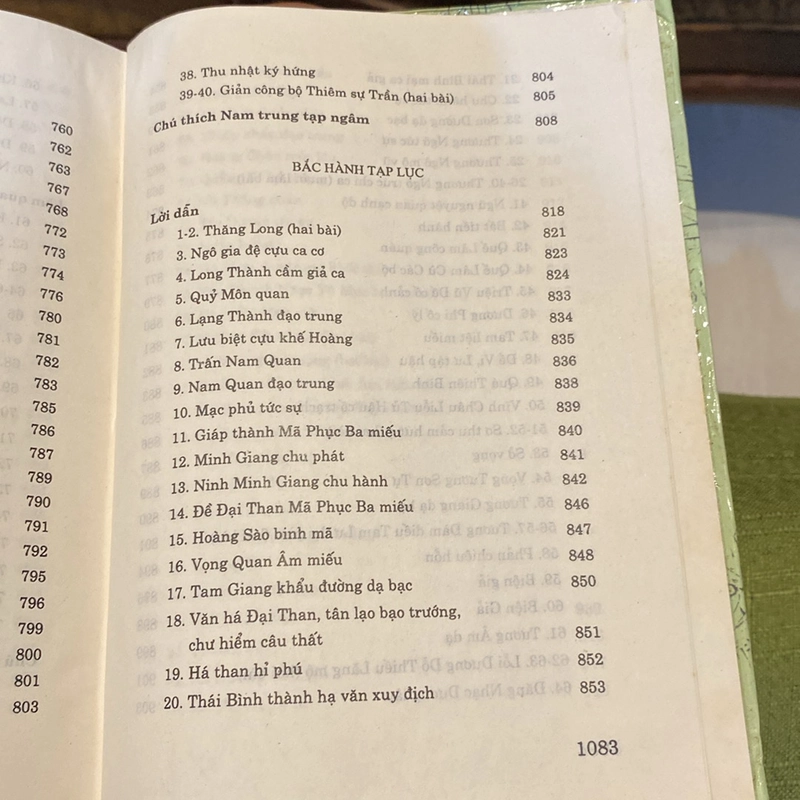 760
762
763
767
768
772
773
774
776
780
781
782
783
785
786
787
789
790
791
792
795
796
799
800
801
803
38. Thu nhật ký hứng 804
39-40. Giản công bộ Thiêm sự Trần (hai bài) 805
Chú thích Nam trung tạp ngâm 808
BẮC HÀNH TẠP LỤC
Lời dẫn 818
1-2. Thăng Long (hai bài) 821
3. Ngô gia đệ cựu ca cơ 823
4. Long Thành cầm giả ca 824
5. Quỷ Môn quan 833
6. Lạng Thành đạo trung 834
7. Lưu biệt cựu khế Hoàng 835
8. Trấn Nam Quan 836
9. Nam Quan đạo trung 838
10. Mạc phủ tức sự 839
11. Giáp thành Mã Phục Ba miếu 840
12. Minh Giang chu phát 841
13. Ninh Minh Giang chu hành 842
14. Đề Đại Than Mã Phục Ba miếu 846
15. Hoàng Sào binh mã 847
16. Vọng Quan Âm miếu 848
17. Tam Giang khẩu đường dạ bạc 850
18. Văn há Đại Than, tân lạo bạo trướng,
chư hiểm câu thất 851
19. Há than hỉ phú 852
20. Thái Bình thành hạ văn xuy địch 853
1083